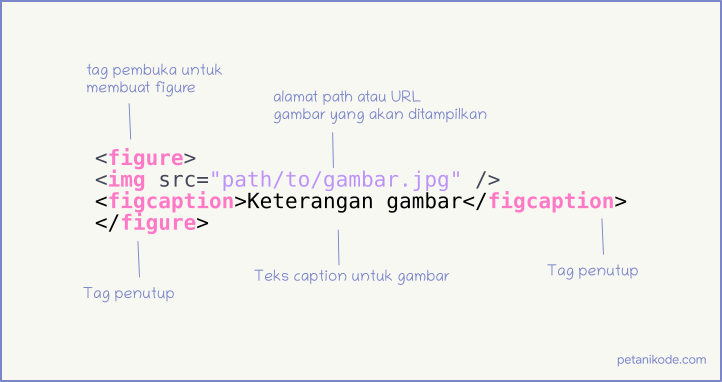 tag pembuka untuk
membuat figure
alamat path atau URL
gambar yang akan ditampilkan
<figure>
<img src="path/to/gambar.jpg" />
<figcaption>Keterangan gambar</figcaption>
</figure>
Teks caption untuk gambar
Tag penutup
Tag penutup
petanikode.com